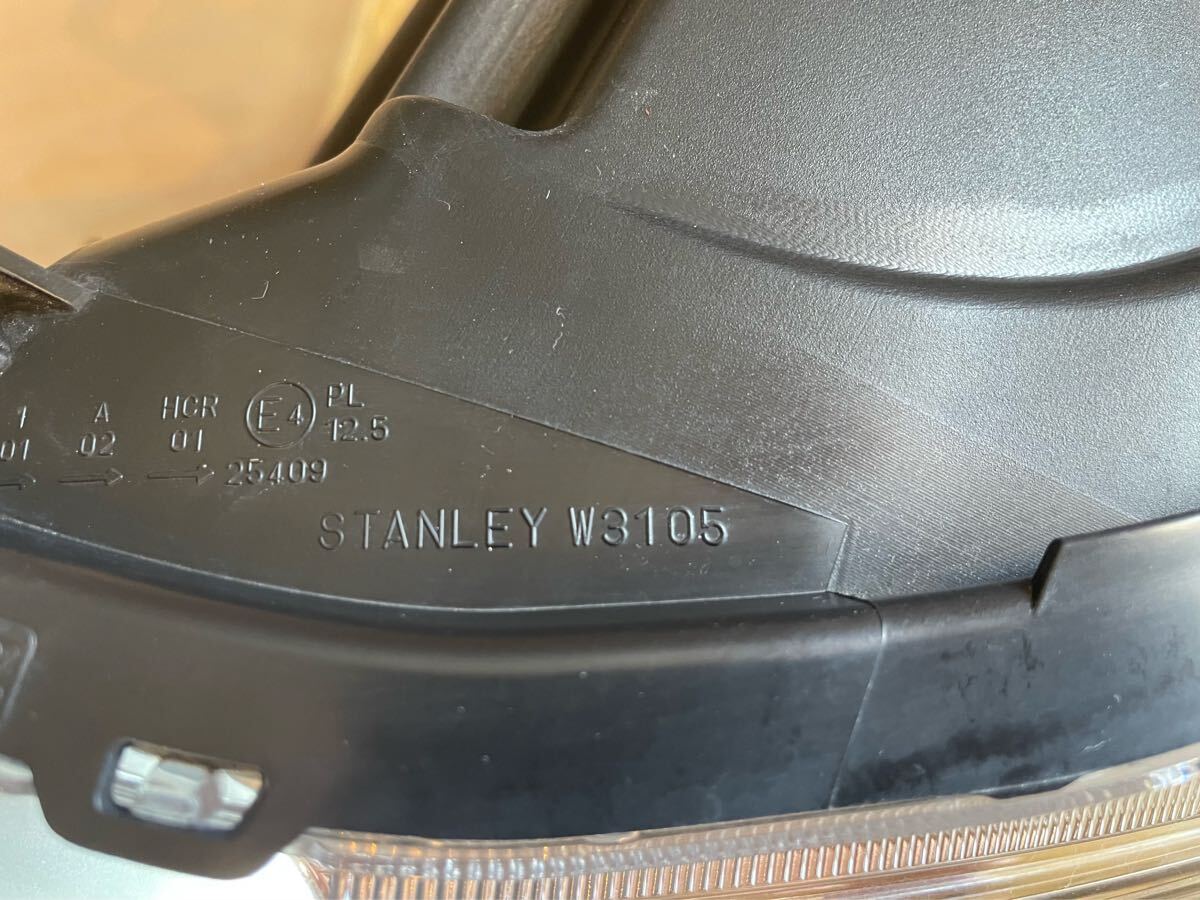 1 A HCR E4 PL
01 02 01 12.5
→ → → 25409
STANLEY W3105